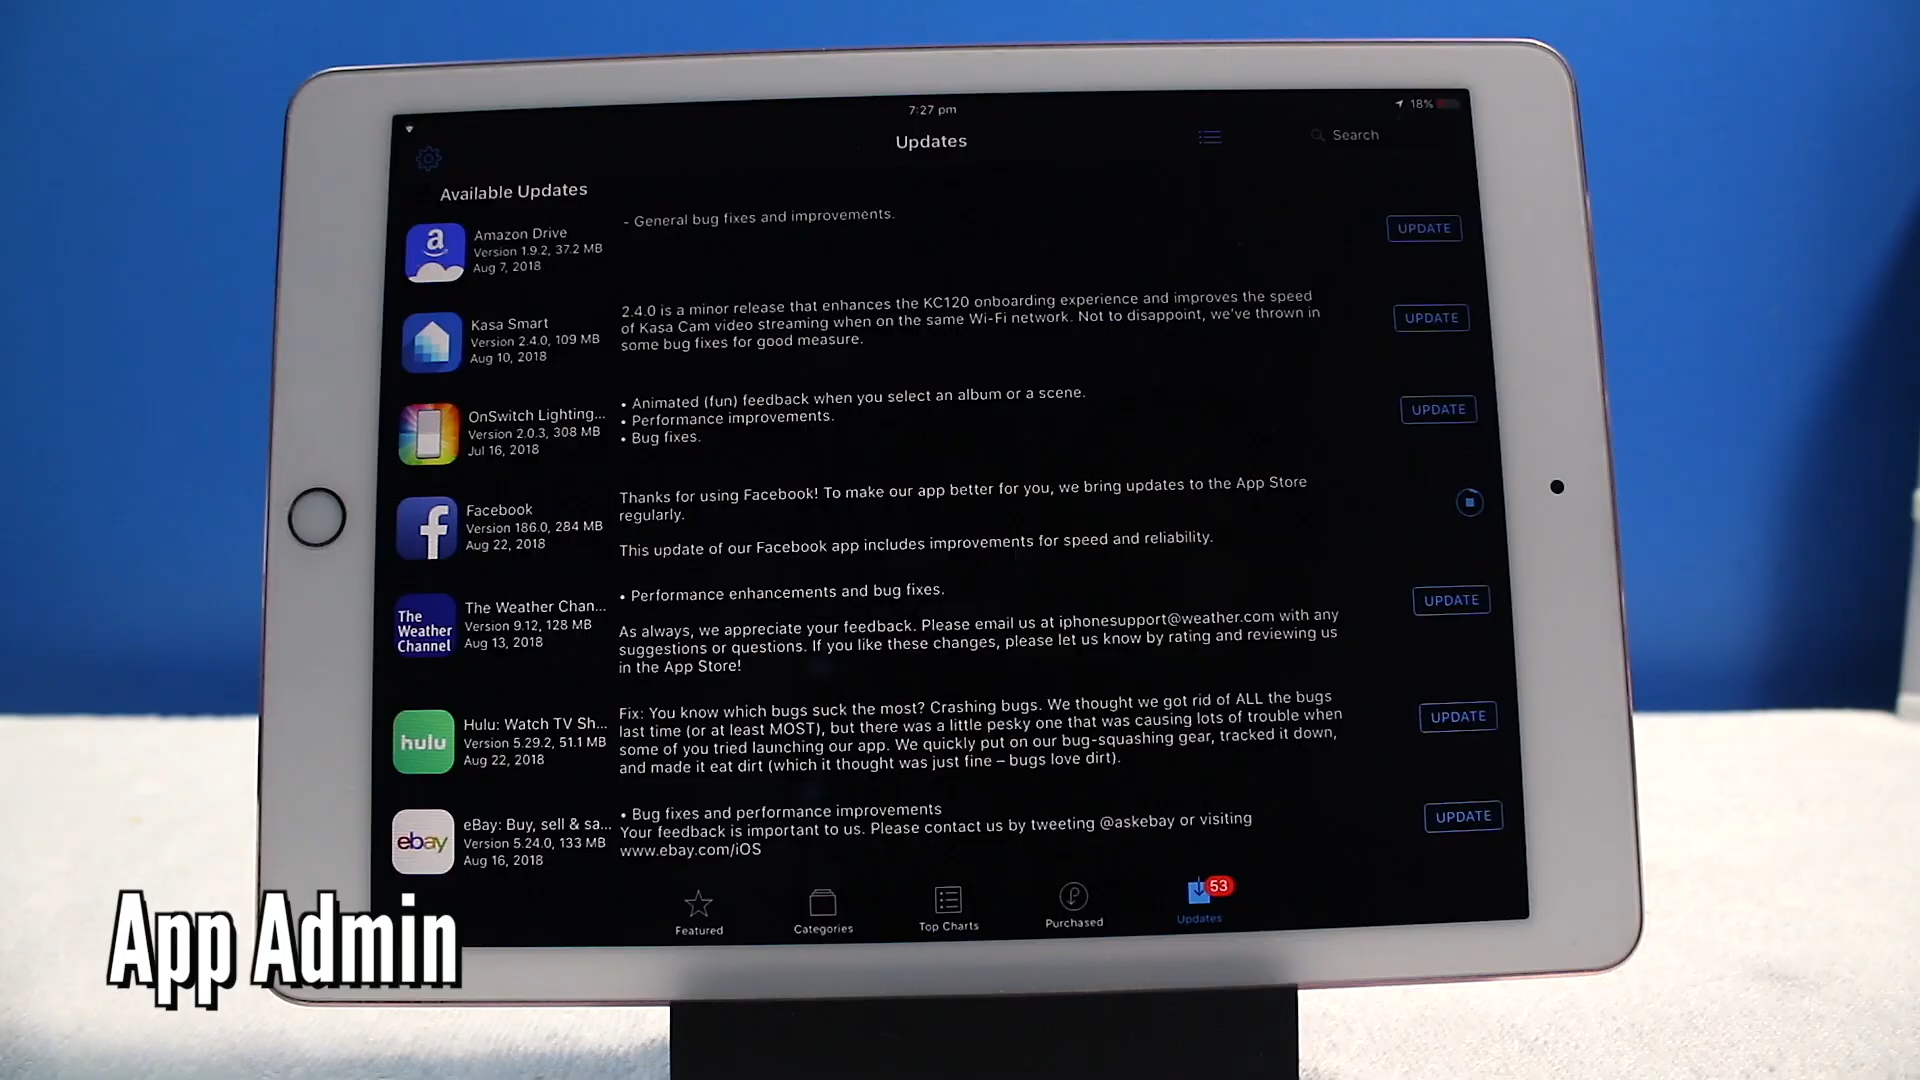 7:27 pm
18%
Updates
Search
Available Updates
Amazon Drive
Version 1.9.2, 37.2 MB
Aug 7, 2018
- General bug fixes and improvements.
UPDATE
Kasa Smart
Version 2.4.0, 109 MB
Aug 10, 2018
2.4.0 is a minor release that enhances the KC120 onboarding experience and improves the speed
of Kasa Cam video streaming when on the same Wi-Fi network. Not to disappoint, we've thrown in
some bug fixes for good measure.
UPDATE
OnSwitch Lighting...
Version 2.0.3, 308 MB
Jul 16, 2018
• Animated (fun) feedback when you select an album or a scene.
• Performance improvements.
• Bug fixes.
UPDATE
f
Facebook
Version 186.0, 284 MB
Aug 22, 2018
Thanks for using Facebook! To make our app better for you, we bring updates to the App Store
regularly.
This update of our Facebook app includes improvements for speed and reliability.
The
Weather
Channel
The Weather Chan...
Version 9.12, 128 MB
Aug 13, 2018
• Performance enhancements and bug fixes.
As always, we appreciate your feedback. Please email us at iphonesupport@weather.com with any
suggestions or questions. If you like these changes, please let us know by rating and reviewing us
in the App Store!
UPDATE
hulu
Hulu: Watch TV Sh...
Version 5.29.2, 51.1 MB
Aug 22, 2018
Fix: You know which bugs suck the most? Crashing bugs. We thought we got rid of ALL the bugs
last time (or at least MOST), but there was a little pesky one that was causing lots of trouble when
some of you tried launching our app. We quickly put on our bug-squashing gear, tracked it down,
and made it eat dirt (which it thought was just fine – bugs love dirt).
UPDATE
ebay
eBay: Buy, sell & sa...
Version 5.24.0, 133 MB
Aug 16, 2018
• Bug fixes and performance improvements
Your feedback is important to us. Please contact us by tweeting @askebay or visiting
www.ebay.com/iOS
UPDATE
Featured
Categories
Top Charts
Purchased
53
Updates
App Admin